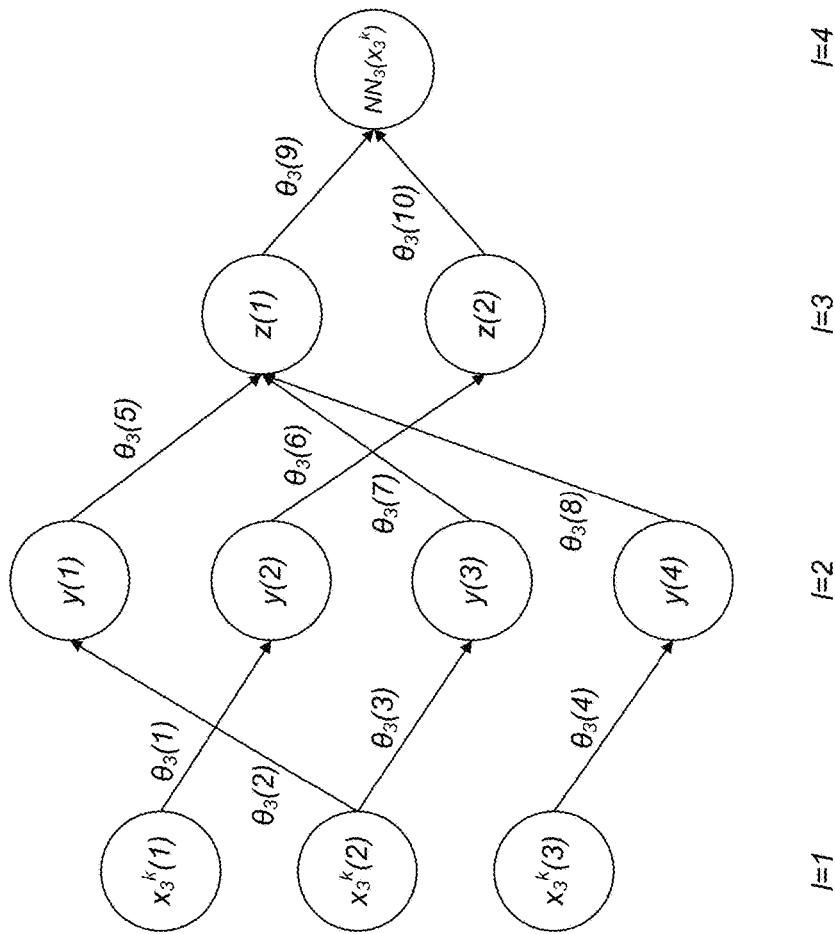 x₃ᵏ(1)
x₃ᵏ(2)
x₃ᵏ(3)
θ₃(1)
θ₃(2)
θ₃(3)
θ₃(4)
y(1)
y(2)
y(3)
y(4)
θ₃(5)
θ₃(6)
θ₃(7)
θ₃(8)
z(1)
z(2)
θ₃(9)
θ₃(10)
NN₃(x₃ᵏ)
l=1
l=2
l=3
l=4